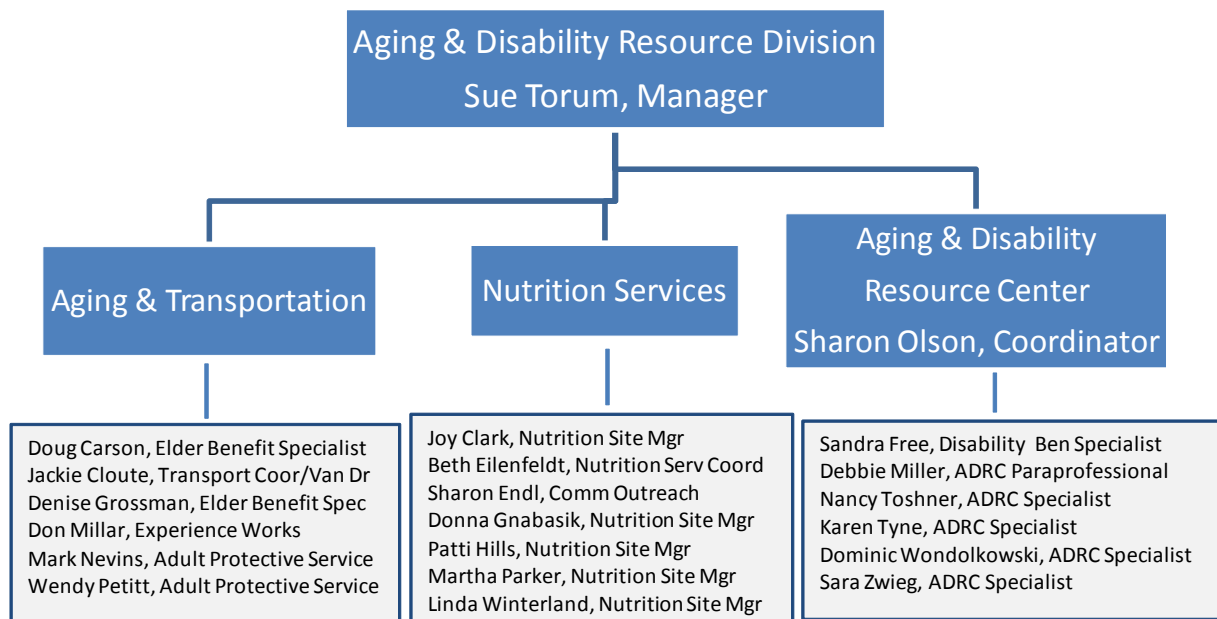 Aging & Disability Resource Division
Sue Torum, Manager
Aging & Transportation
Nutrition Services
Aging & Disability
Resource Center
Sharon Olson, Coordinator
Doug Carson, Elder Benefit Specialist
Jackie Cloute, Transport Coor/Van Dr
Denise Grossman, Elder Benefit Spec
Don Millar, Experience Works
Mark Nevins, Adult Protective Service
Wendy Petitt, Adult Protective Service
Joy Clark, Nutrition Site Mgr
Beth Eilenfeldt, Nutrition Serv Coord
Sharon Endl, Comm Outreach
Donna Gnabasik, Nutrition Site Mgr
Patti Hills, Nutrition Site Mgr
Martha Parker, Nutrition Site Mgr
Linda Winterland, Nutrition Site Mgr
Sandra Free, Disability Ben Specialist
Debbie Miller, ADRC Paraprofessional
Nancy Toshner, ADRC Specialist
Karen Tyne, ADRC Specialist
Dominic Wondolkowski, ADRC Specialist
Sara Zwieg, ADRC Specialist